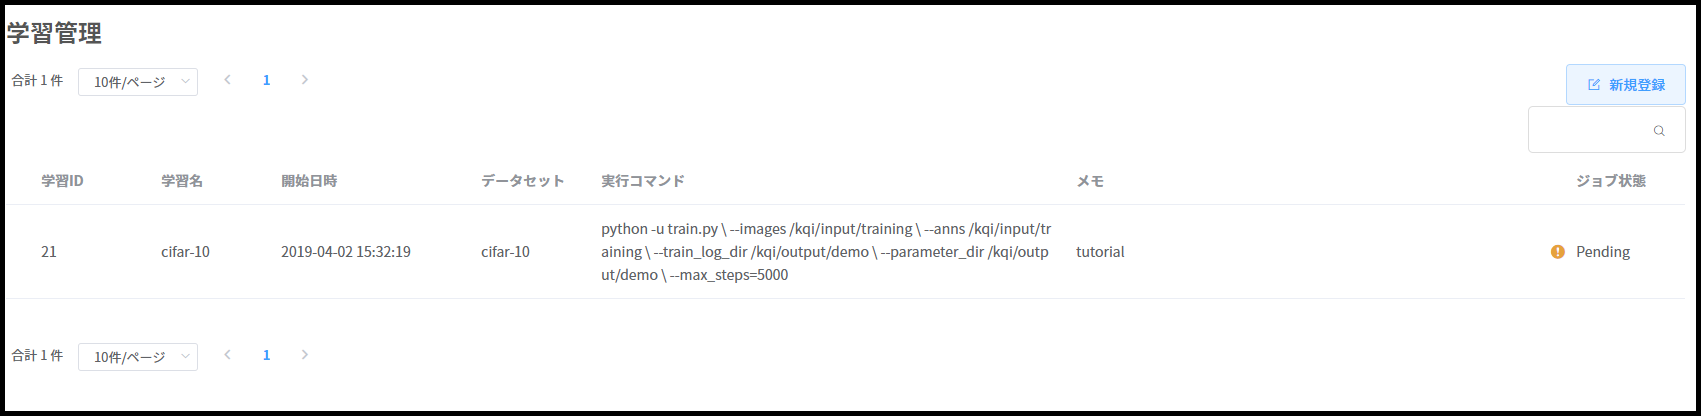 学習管理
合計 1 件 10件/ページ 1
新規登録
学習ID 学習名 開始日時 データセット 実行コマンド メモ ジョブ状態
python -u train.py \ --images /kqi/input/training \ --anns /kqi/input/tr
21 cifar-10 2019-04-02 15:32:19 cifar-10 aining \ --train_log_dir /kqi/output/demo \ --parameter_dir /kqi/outp tutorial Pending
ut/demo \ --max_steps=5000
合計 1 件 10件/ページ 1